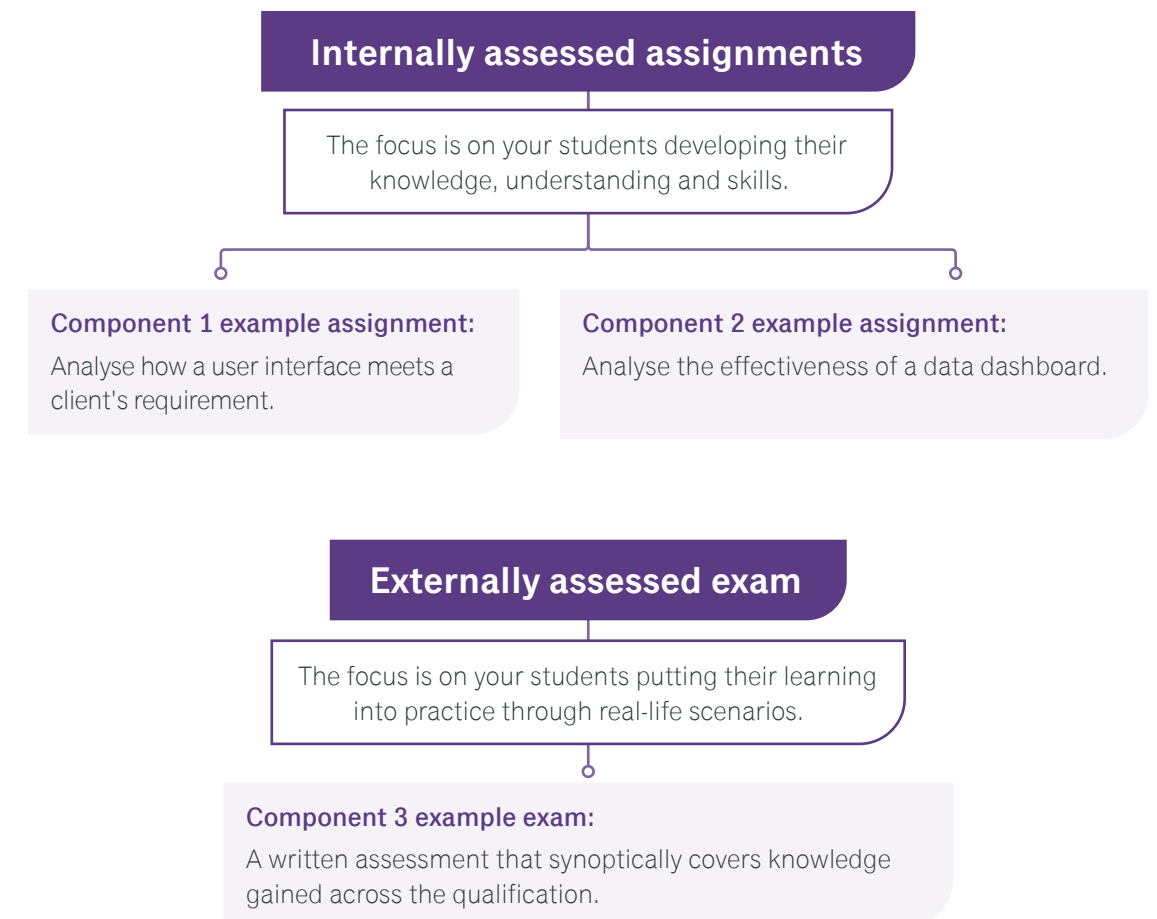 Internally assessed assignments
The focus is on your students developing their
knowledge, understanding and skills.
Component 1 example assignment:
Analyse how a user interface meets a
client's requirement.
Component 2 example assignment:
Analyse the effectiveness of a data dashboard.
Externally assessed exam
The focus is on your students putting their learning
into practice through real-life scenarios.
Component 3 example exam:
A written assessment that synoptically covers knowledge
gained across the qualification.